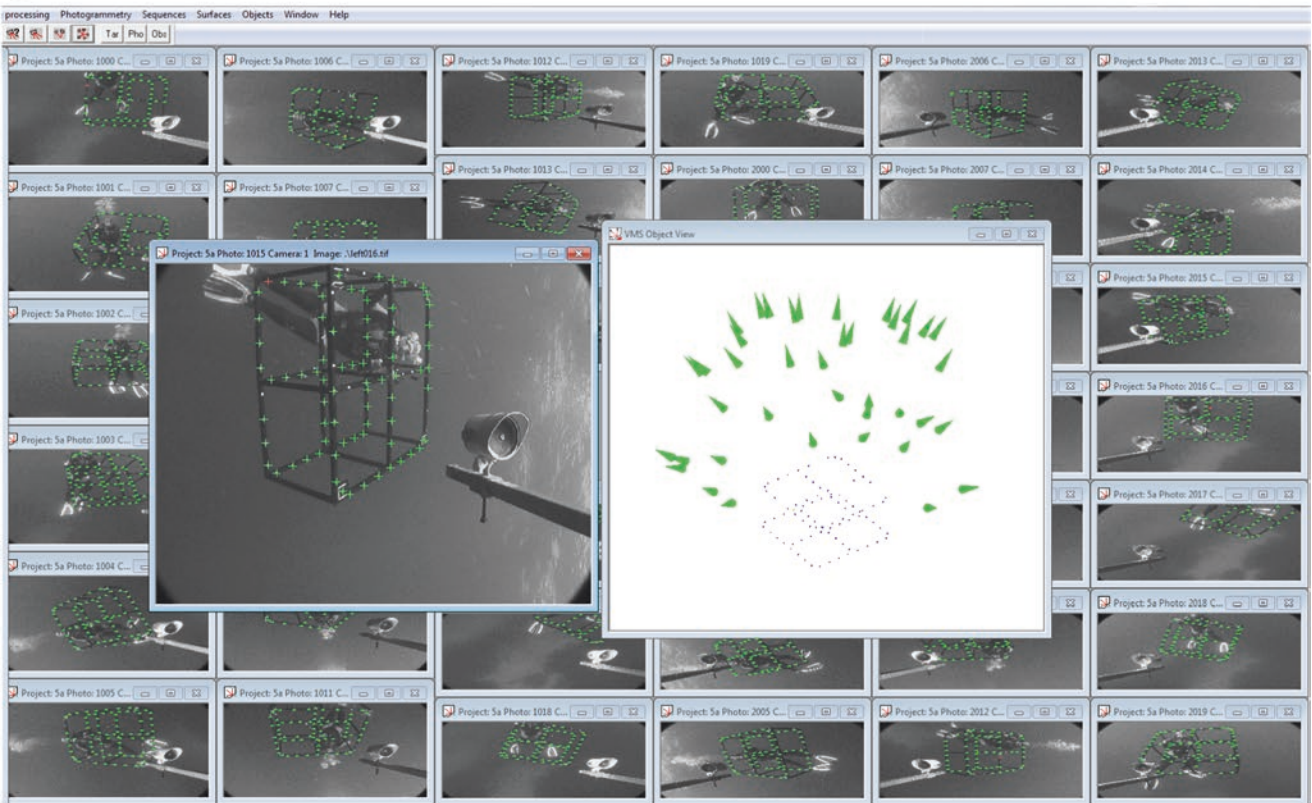 processing Photogrammetry Sequences Surfaces Objects Window Help
Tar Pho Obs
Project: 5a Photo: 1000 C...
Project: 5a Photo: 1006 C...
Project: 5a Photo: 1012 C...
Project: 5a Photo: 1019 C...
Project: 5a Photo: 2006 C...
Project: 5a Photo: 2013 C...
Project: 5a Photo: 1001 C...
Project: 5a Photo: 1007 C...
Project: 5a Photo: 1013 C...
Project: 5a Photo: 2000 C...
Project: 5a Photo: 2007 C...
Project: 5a Photo: 2014 C...
Project: 5a Photo: 1015 Camera: 1 Image: .\left016.tif
VMS Object View
Project: 5a Photo: 2015 C...
Project: 5a Photo: 1002 C...
Project: 5a Photo: 2016 C...
Project: 5a Photo: 1003 C...
Project: 5a Photo: 2017 C...
Project: 5a Photo: 1004 C...
Project: 5a Photo: 2018 C...
Project: 5a Photo: 1005 C...
Project: 5a Photo: 1011 C...
Project: 5a Photo: 1018 C...
Project: 5a Photo: 2005 C...
Project: 5a Photo: 2012 C...
Project: 5a Photo: 2019 C...